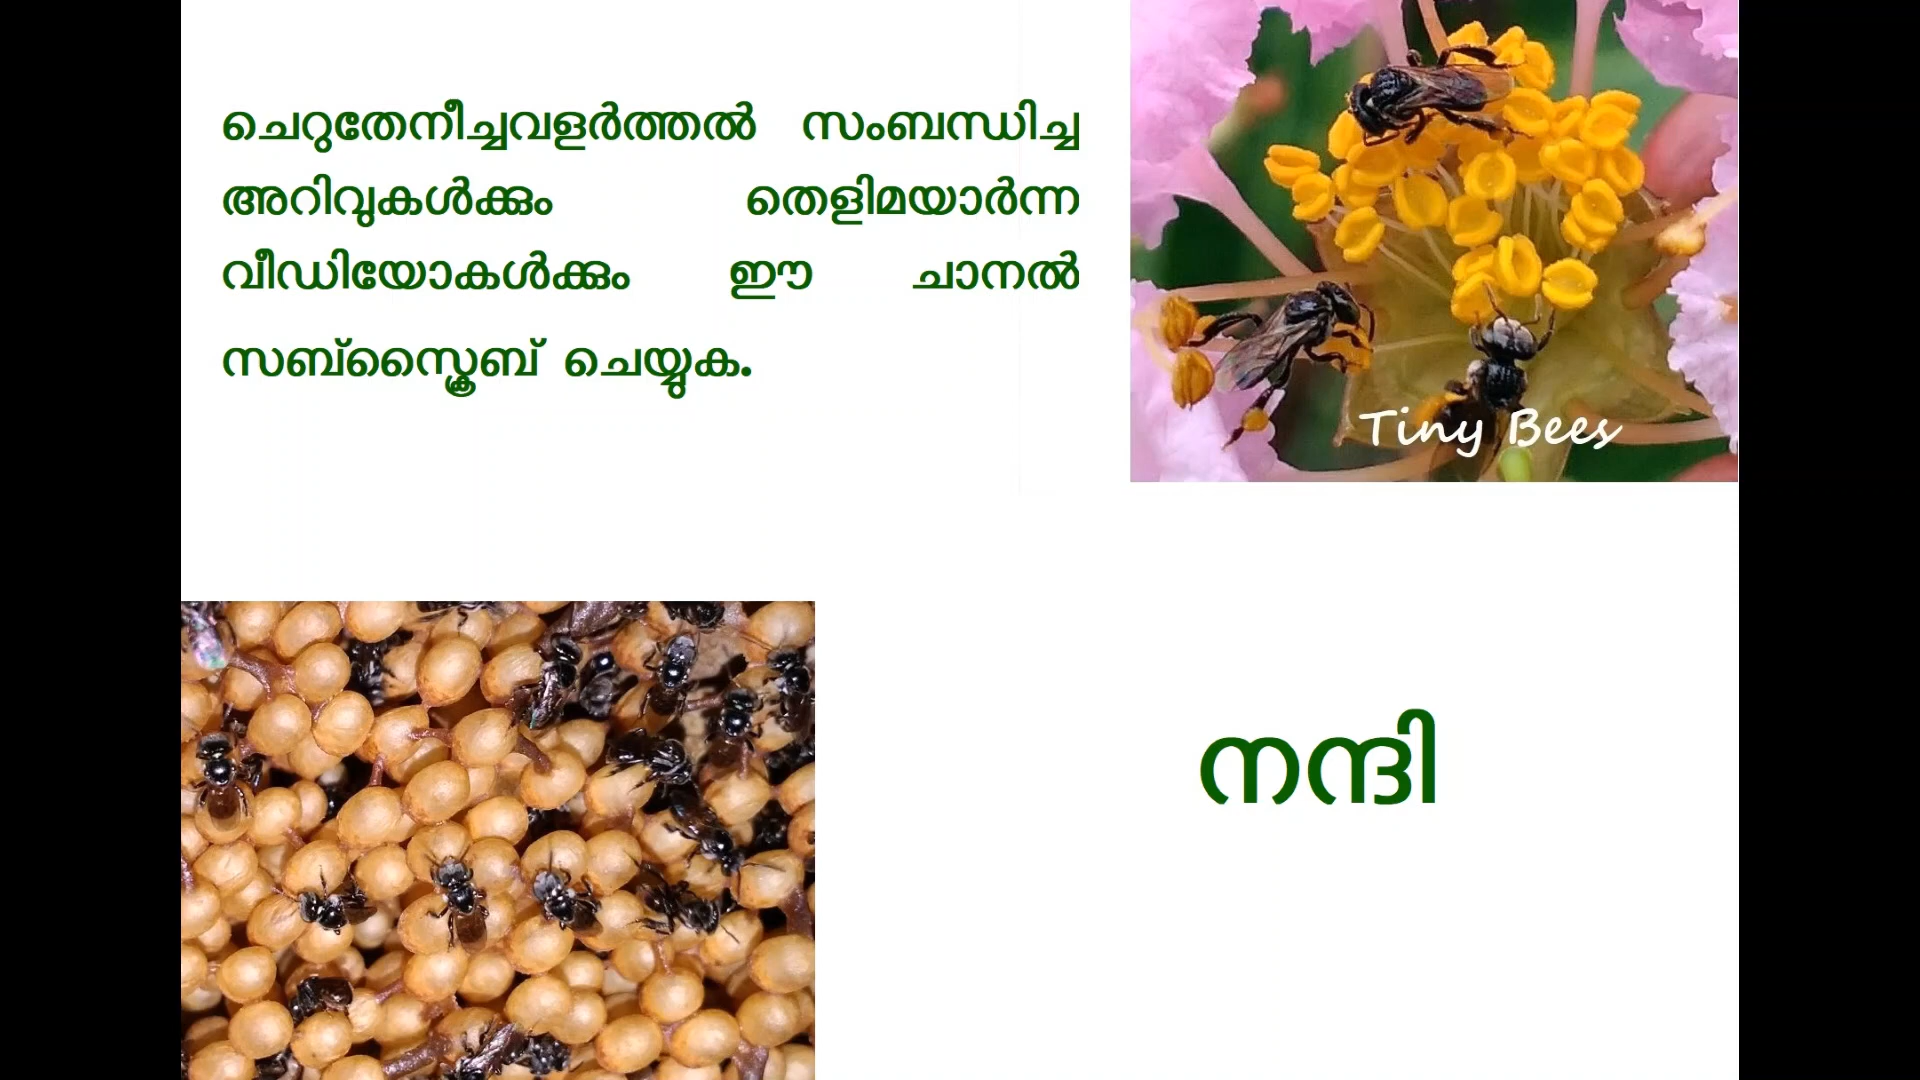 ചെറുതേനീച്ചവളർത്തൽ സംബന്ധിച്ച
അറിവുകൾക്കും തെളിമയാർന്ന
വീഡിയോകൾക്കും ഈ ചാനൽ
സബ്സ്ക്രൈബ് ചെയ്യുക.
Tiny Bees
നന്ദി